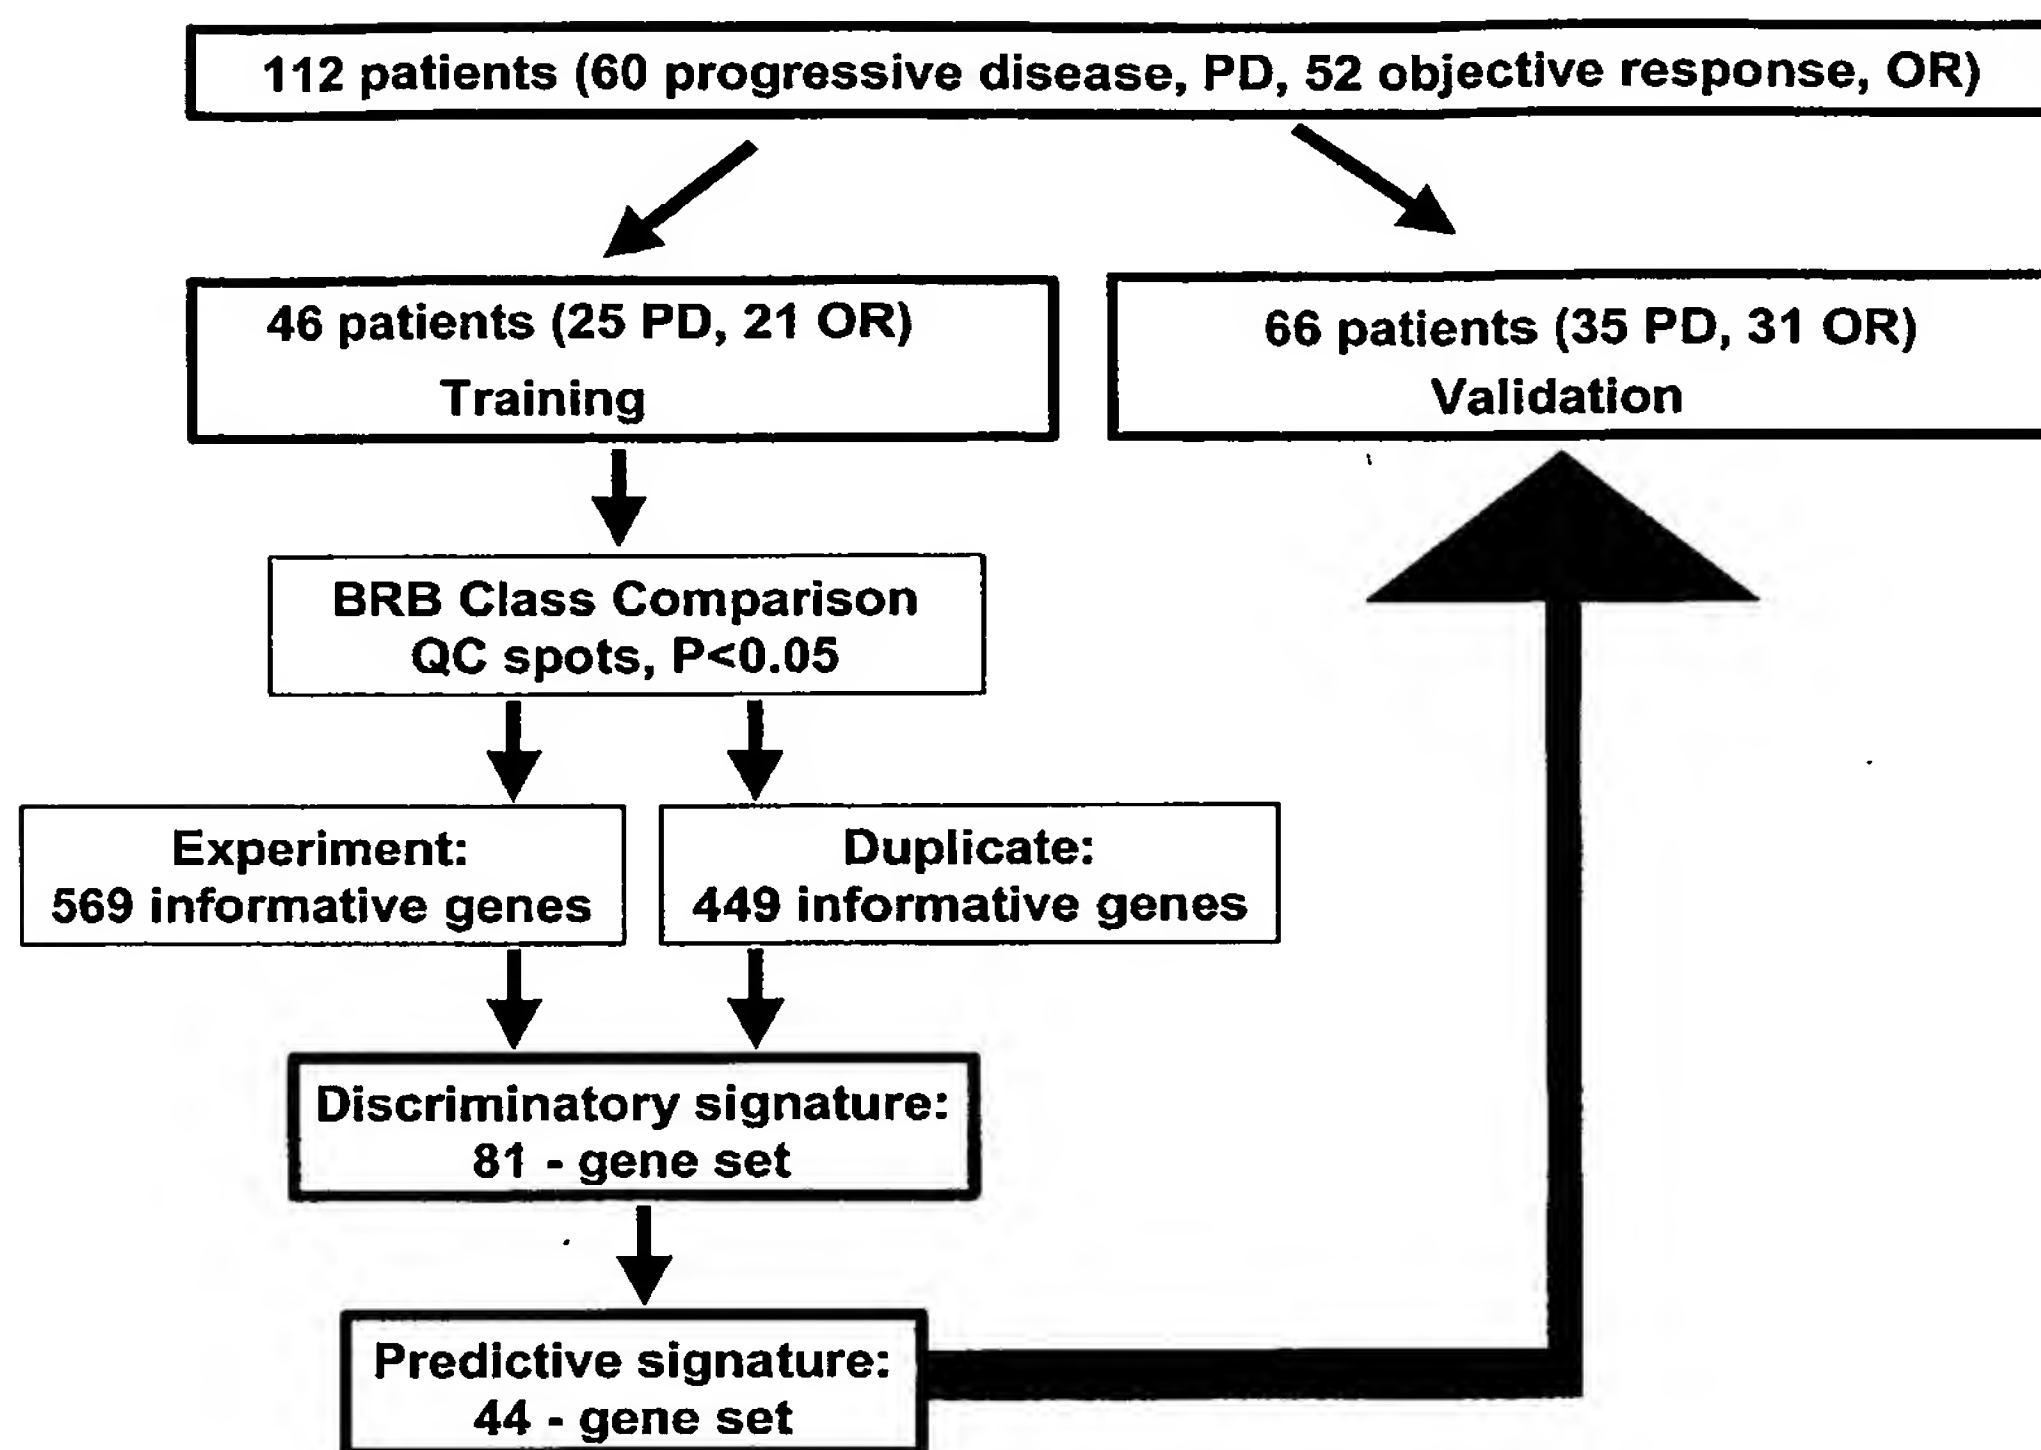 112 patients (60 progressive disease, PD, 52 objective response, OR)
46 patients (25 PD, 21 OR)
Training
66 patients (35 PD, 31 OR)
Validation
BRB Class Comparison
QC spots, P<0.05
Experiment:
569 informative genes
Duplicate:
449 informative genes
Discriminatory signature:
81 - gene set
Predictive signature:
44 - gene set